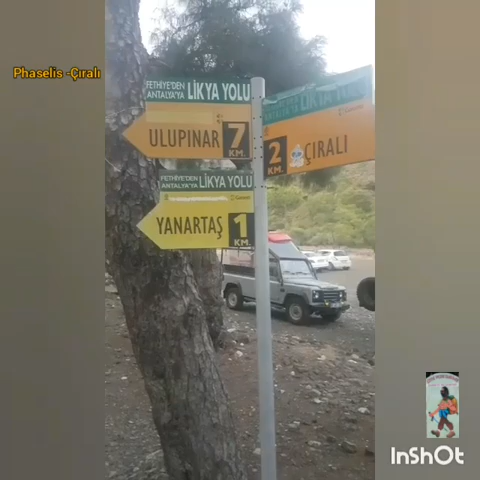 Phaselis -Çıralı
FETHİYE'DEN
ANTALYA'YA LİKYA YOLU
ULUPINAR 7 KM.
LİKYA YOLU
2 KM. ÇIRALI
FETHİYE'DEN
ANTALYA'YA LİKYA YOLU
YANARTAŞ 1 KM.
InShOt